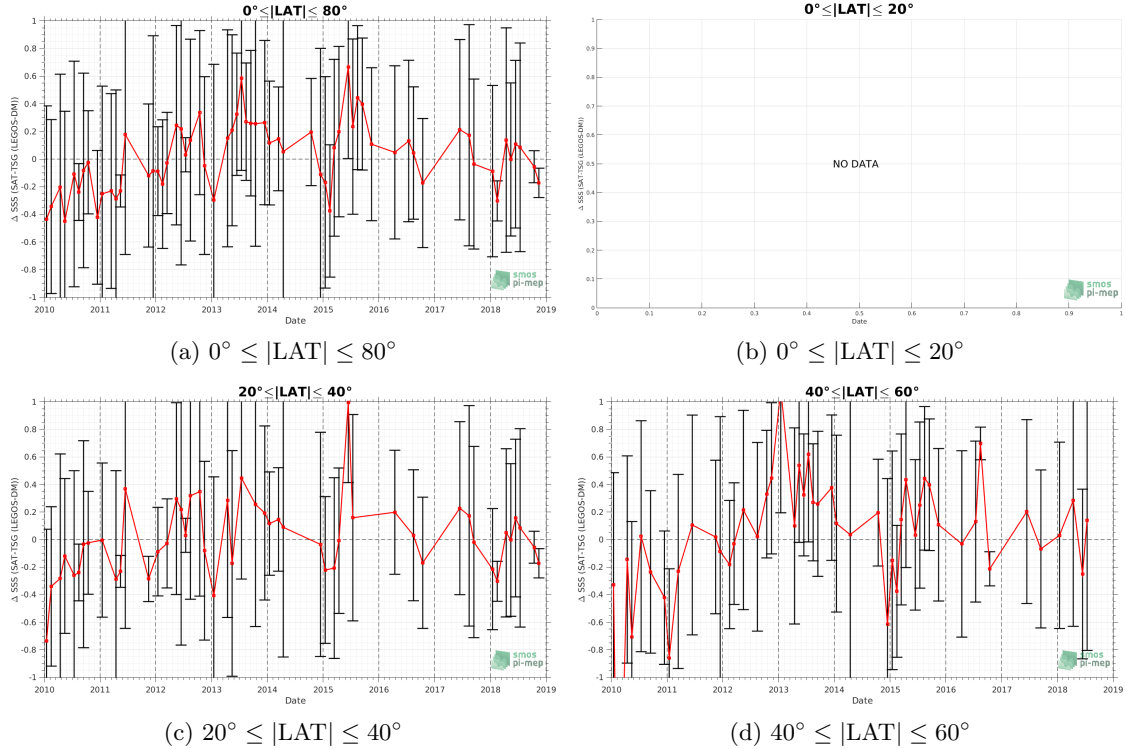 0°≤|LAT|≤ 80°
Δ SSS (SAT-TSG (LEGOS-DM))
1
0.8
0.6
0.4
0.2
0
-0.2
-0.4
-0.6
-0.8
-1
2010 2011 2012 2013 2014 2015 2016 2017 2018 2019
Date
smos
pi-mep
(a) 0° ≤ |LAT| ≤ 80°
0°≤|LAT|≤ 20°
Δ SSS (SAT-TSG (LEGOS-DM))
1
0.9
0.8
0.7
0.6
0.5
0.4
0.3
0.2
0.1
0
NO DATA
0 0.1 0.2 0.3 0.4 0.5 0.6 0.7 0.8 0.9 1
Date
smos
pi-mep
(b) 0° ≤ |LAT| ≤ 20°
20°≤|LAT|≤ 40°
Δ SSS (SAT-TSG (LEGOS-DM))
1
0.8
0.6
0.4
0.2
0
-0.2
-0.4
-0.6
-0.8
-1
2010 2011 2012 2013 2014 2015 2016 2017 2018 2019
Date
smos
pi-mep
(c) 20° ≤ |LAT| ≤ 40°
40°≤|LAT|≤ 60°
Δ SSS (SAT-TSG (LEGOS-DM))
1
0.8
0.6
0.4
0.2
0
-0.2
-0.4
-0.6
-0.8
-1
2010 2011 2012 2013 2014 2015 2016 2017 2018 2019
Date
smos
pi-mep
(d) 40° ≤ |LAT| ≤ 60°